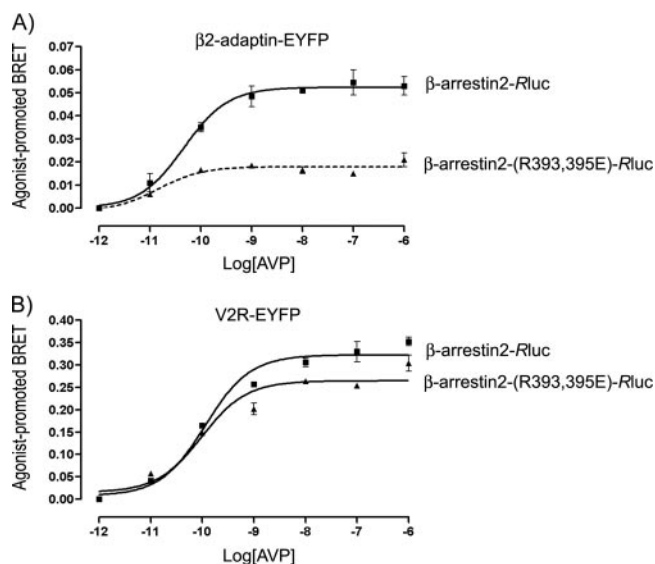 A)
β2-adaptin-EYFP
Agonist-promoted BRET
0.07
0.06
0.05
0.04
0.03
0.02
0.01
0.00
β-arrestin2-Rluc
β-arrestin2-(R393,395E)-Rluc
-12 -11 -10 -9 -8 -7 -6
Log[AVP]
B)
V2R-EYFP
Agonist-promoted BRET
0.40
0.35
0.30
0.25
0.20
0.15
0.10
0.05
0.00
β-arrestin2-Rluc
β-arrestin2-(R393,395E)-Rluc
-12 -11 -10 -9 -8 -7 -6
Log[AVP]